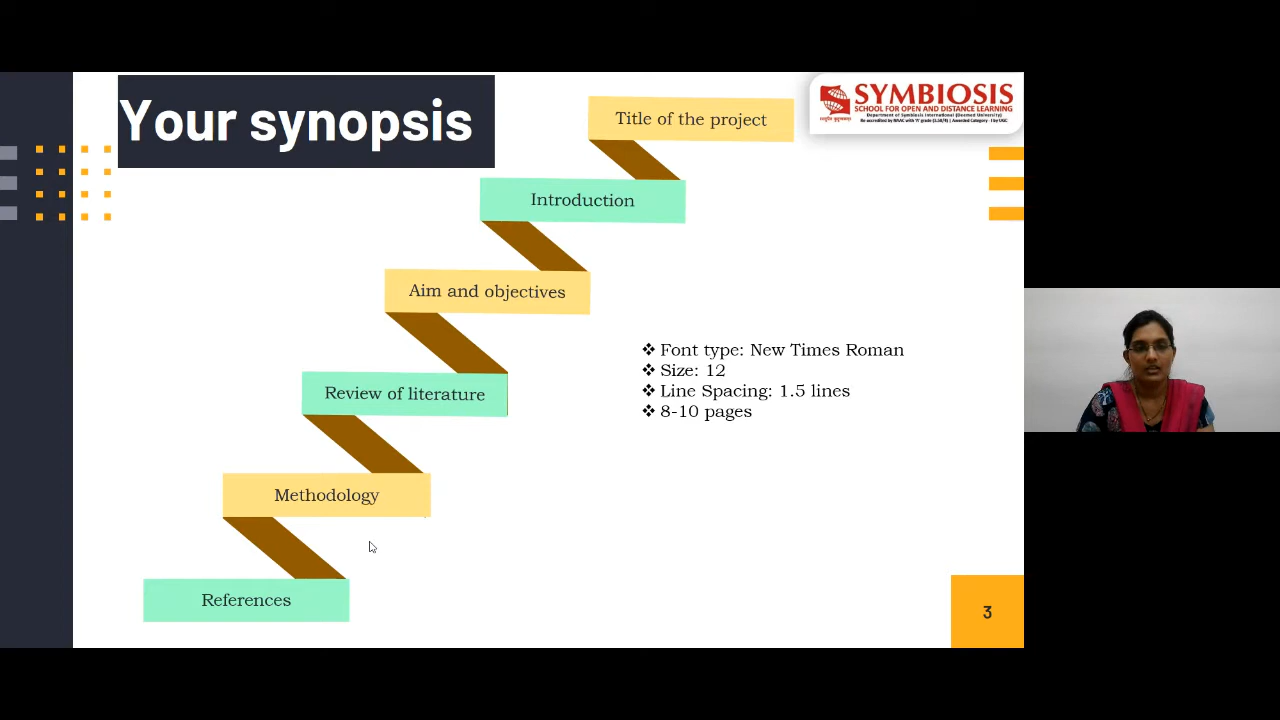 Your synopsis
SYMBIOSIS
SCHOOL FOR OPEN AND DISTANCE LEARNING
Title of the project
Introduction
Aim and objectives
Review of literature
Methodology
References
❖ Font type: New Times Roman
❖ Size: 12
❖ Line Spacing: 1.5 lines
❖ 8-10 pages
3